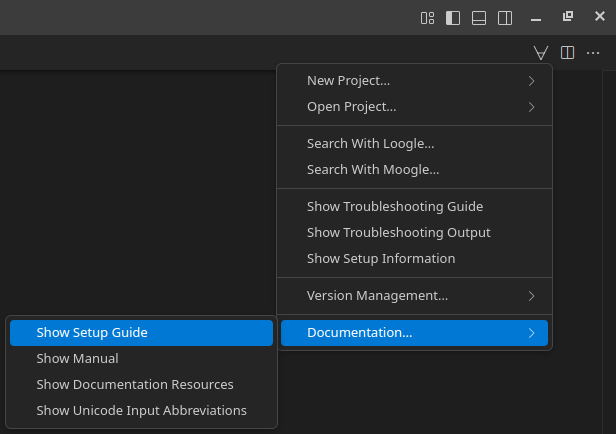 New Project...
Open Project...
Search With Loogle...
Search With Moogle...
Show Troubleshooting Guide
Show Troubleshooting Output
Show Setup Information
Version Management...
Documentation...
Show Setup Guide
Show Manual
Show Documentation Resources
Show Unicode Input Abbreviations